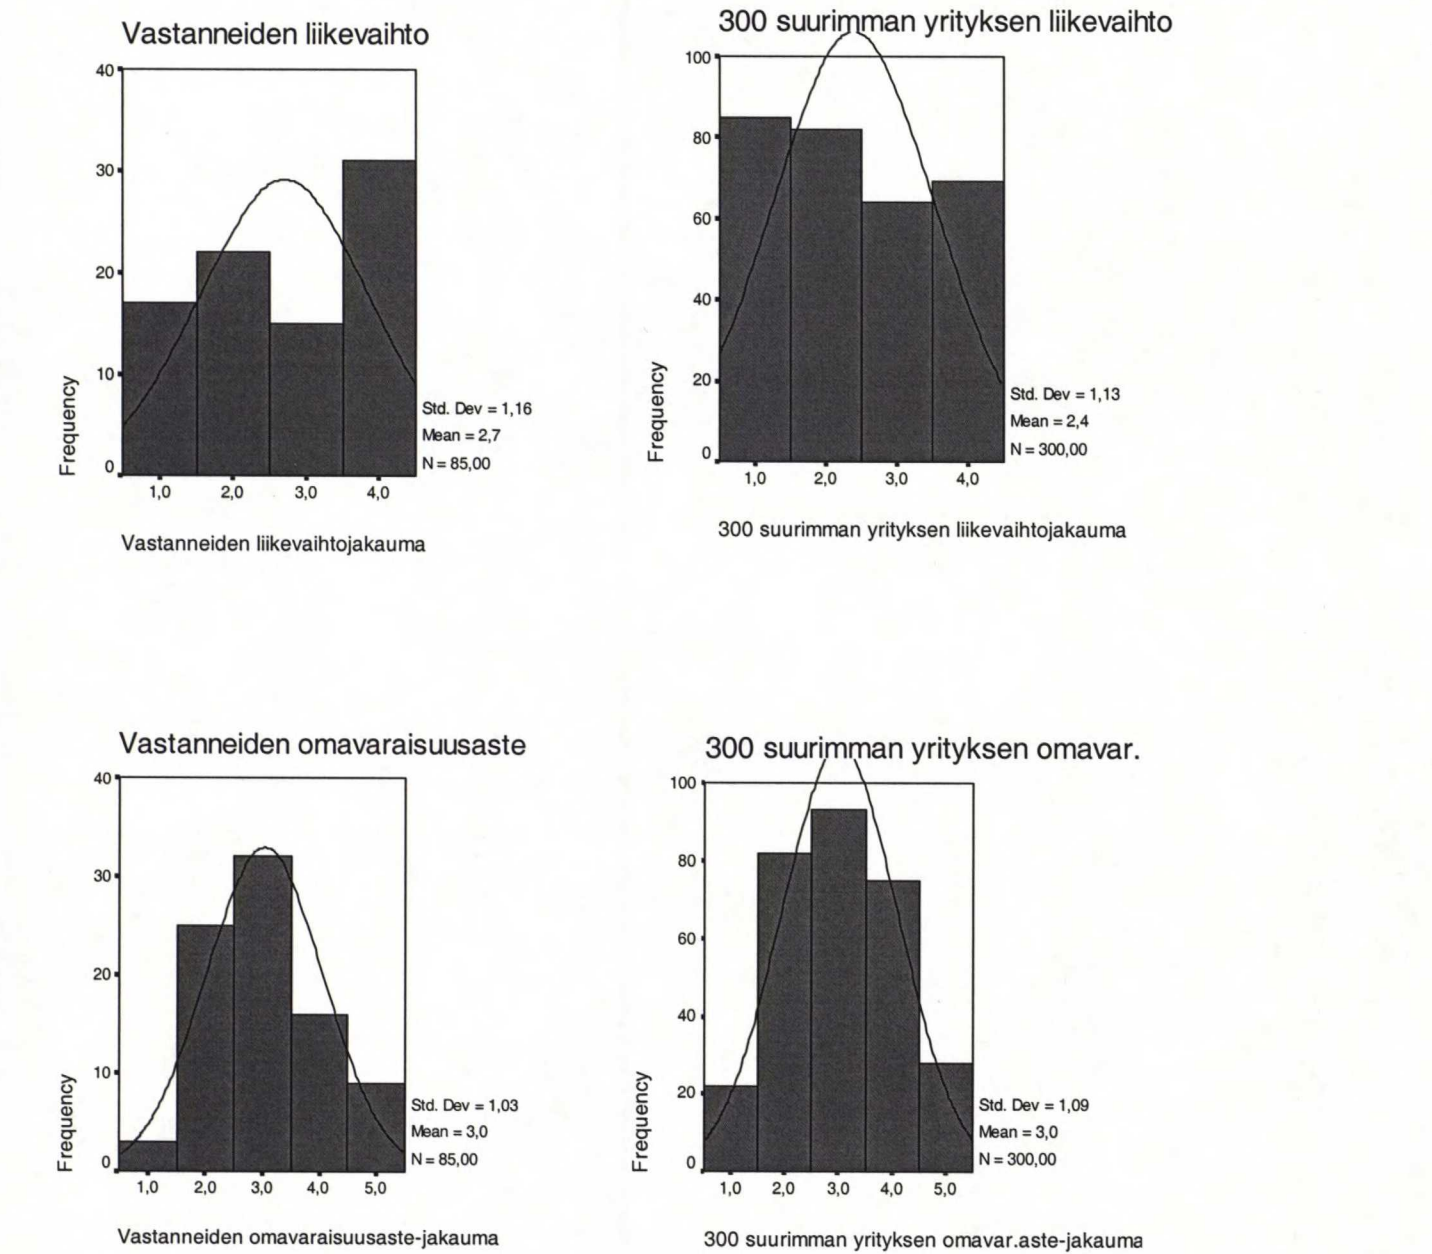 Vastanneiden liikevaihto
40
30
20
10
0
Frequency
1,0 2,0 3,0 4,0
Std. Dev = 1,16
Mean = 2,7
N = 85,00
Vastanneiden liikevaihtojakauma
300 suurimman yrityksen liikevaihto
100
80
60
40
20
0
Frequency
1,0 2,0 3,0 4,0
Std. Dev = 1,13
Mean = 2,4
N = 300,00
300 suurimman yrityksen liikevaihtojakauma
Vastanneiden omavaraisuusaste
40
30
20
10
0
Frequency
1,0 2,0 3,0 4,0 5,0
Std. Dev = 1,03
Mean = 3,0
N = 85,00
Vastanneiden omavaraisuusaste-jakauma
300 suurimman yrityksen omavar.
100
80
60
40
20
0
Frequency
1,0 2,0 3,0 4,0 5,0
Std. Dev = 1,09
Mean = 3,0
N = 300,00
300 suurimman yrityksen omavar.aste-jakauma